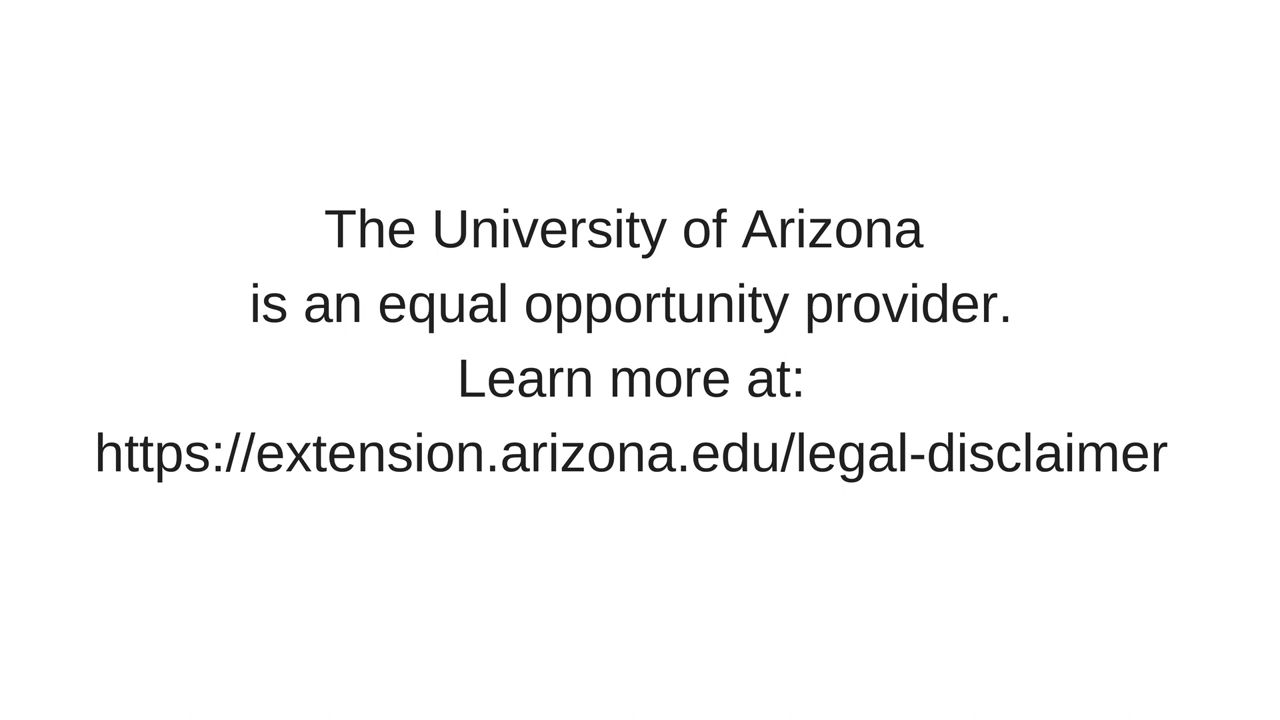 The University of Arizona
is an equal opportunity provider.
Learn more at:
https://extension.arizona.edu/legal-disclaimer